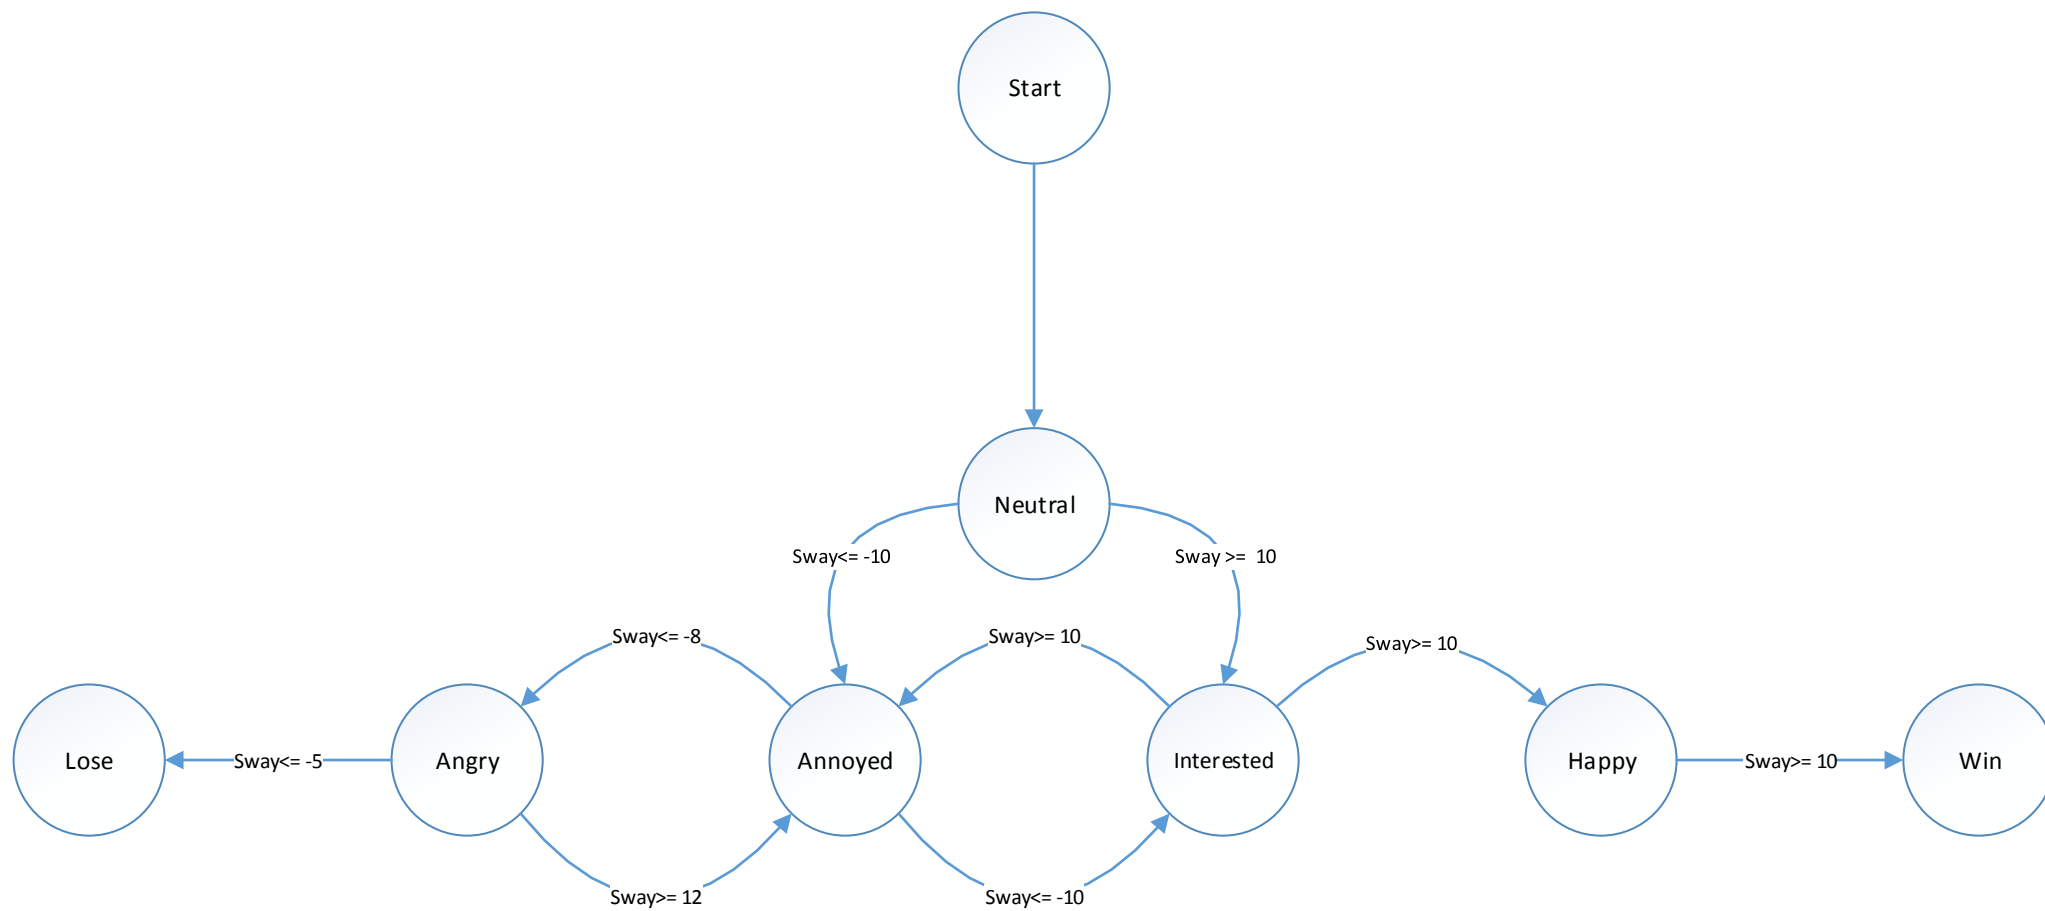 Start
Neutral
Sway<= -10
Sway >=  10
Sway<= -8
Sway>= 10
Sway>= 10
Lose
Sway<= -5
Angry
Annoyed
Interested
Happy
Sway>= 10
Win
Sway>= 12
Sway<= -10